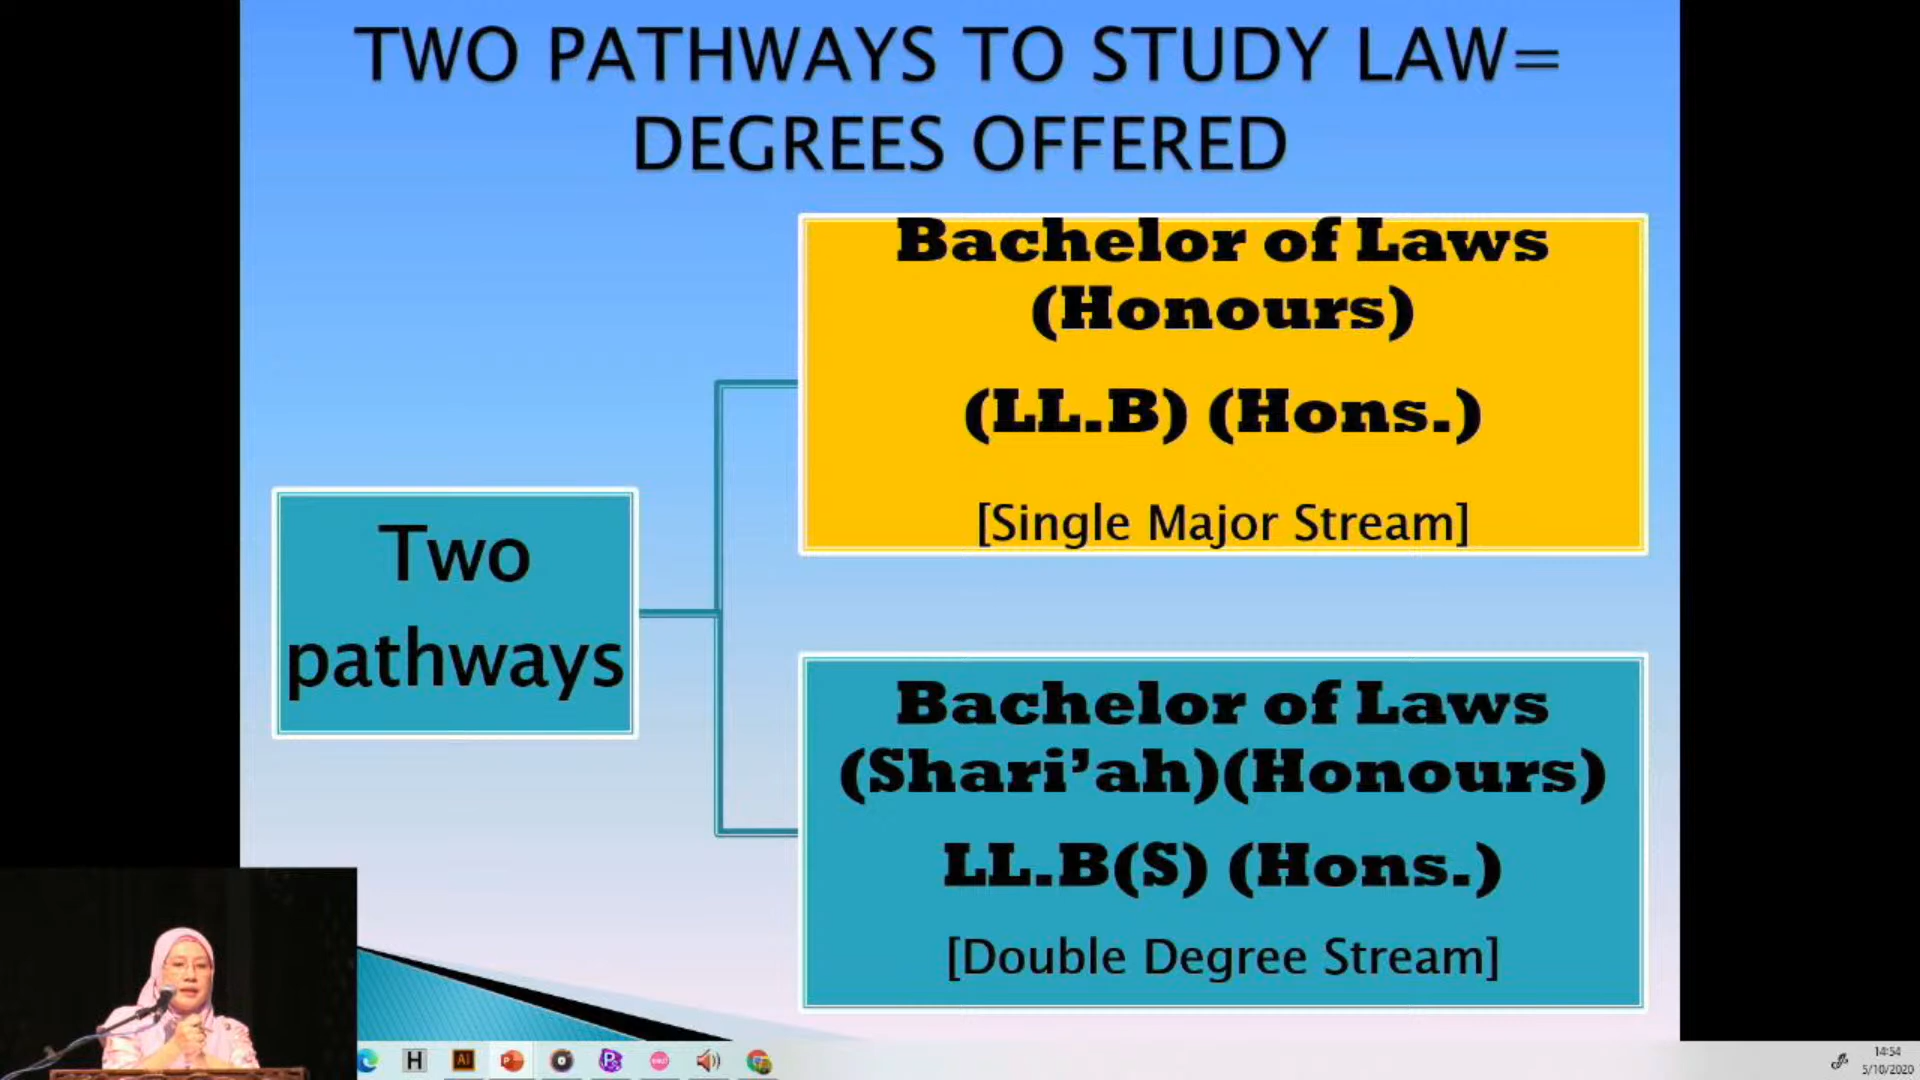 TWO PATHWAYS TO STUDY LAW=
DEGREES OFFERED
Two
pathways
Bachelor of Laws
(Honours)
(LL.B) (Hons.)
[Single Major Stream]
Bachelor of Laws
(Shari’ah)(Honours)
LL.B(S) (Hons.)
[Double Degree Stream]
H
Ai
14:54
5/10/2020